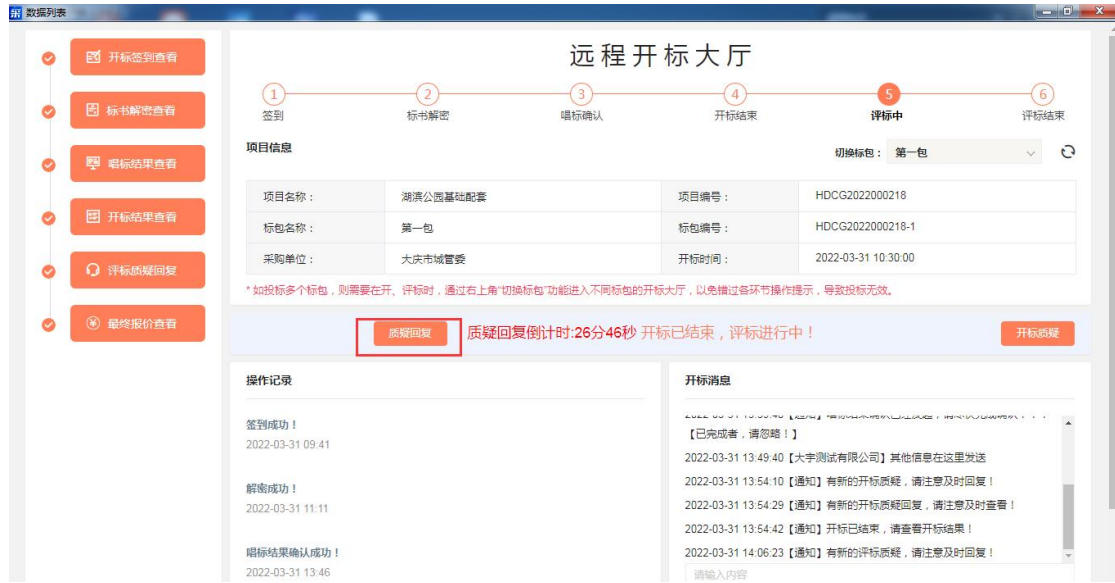 数据列表
开标签到查看
标书解密查看
唱标结果查看
开标结果查看
评标质疑回复
最终报价查看
远程开标大厅
1 2 3 4 5 6
签到 标书解密 唱标确认 开标结束 评标中 评标结束
项目信息 切换标包： 第一包
项目名称： 湖滨公园基础配套 项目编号： HDCG2022000218
标包名称： 第一包 标包编号： HDCG2022000218-1
采购单位： 大庆市城管委 开标时间： 2022-03-31 10:30:00
* 如投标多个标包，则需要在开、评标时，通过右上角“切换标包”功能进入不同标包的开标大厅，以免错过各环节操作提示，导致投标无效。
质疑回复 质疑回复倒计时:26分46秒 开标已结束，评标进行中！ 开标质疑
操作记录
签到成功！
2022-03-31 09:41
解密成功！
2022-03-31 11:11
唱标结果确认成功！
2022-03-31 13:46
开标消息
【已完成者，请忽略！】
2022-03-31 13:49:40【大宇测试有限公司】其他信息在这里发送
2022-03-31 13:54:10【通知】有新的开标质疑，请注意及时回复！
2022-03-31 13:54:29【通知】有新的开标质疑回复，请注意及时查看！
2022-03-31 13:54:42【通知】开标已结束，请查看开标结果！
2022-03-31 14:06:23【通知】有新的评标质疑，请注意及时回复！
请输入内容